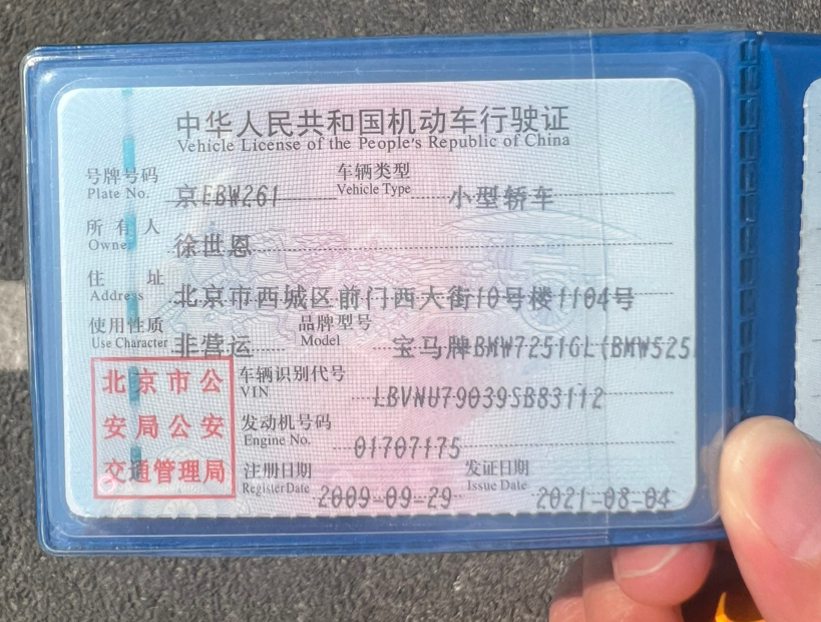 中华人民共和国机动车行驶证
Vehicle License of the People's Republic of China
号牌号码 京EBW261 车辆类型 小型轿车
Plate No. Vehicle Type
所有人 徐世恩
Owner
住址 北京市西城区前门西大街10号楼1104号
Address
使用性质 非营运 品牌型号 宝马牌BMW7251GL(BMW525
Use Character Model
北京市公
安局公安
交通管理局
车辆识别代号 LBVNU79039SB83112
VIN
发动机号码 01707175
Engine No.
注册日期 2009-09-29 发证日期 2021-08-04
Register Date Issue Date